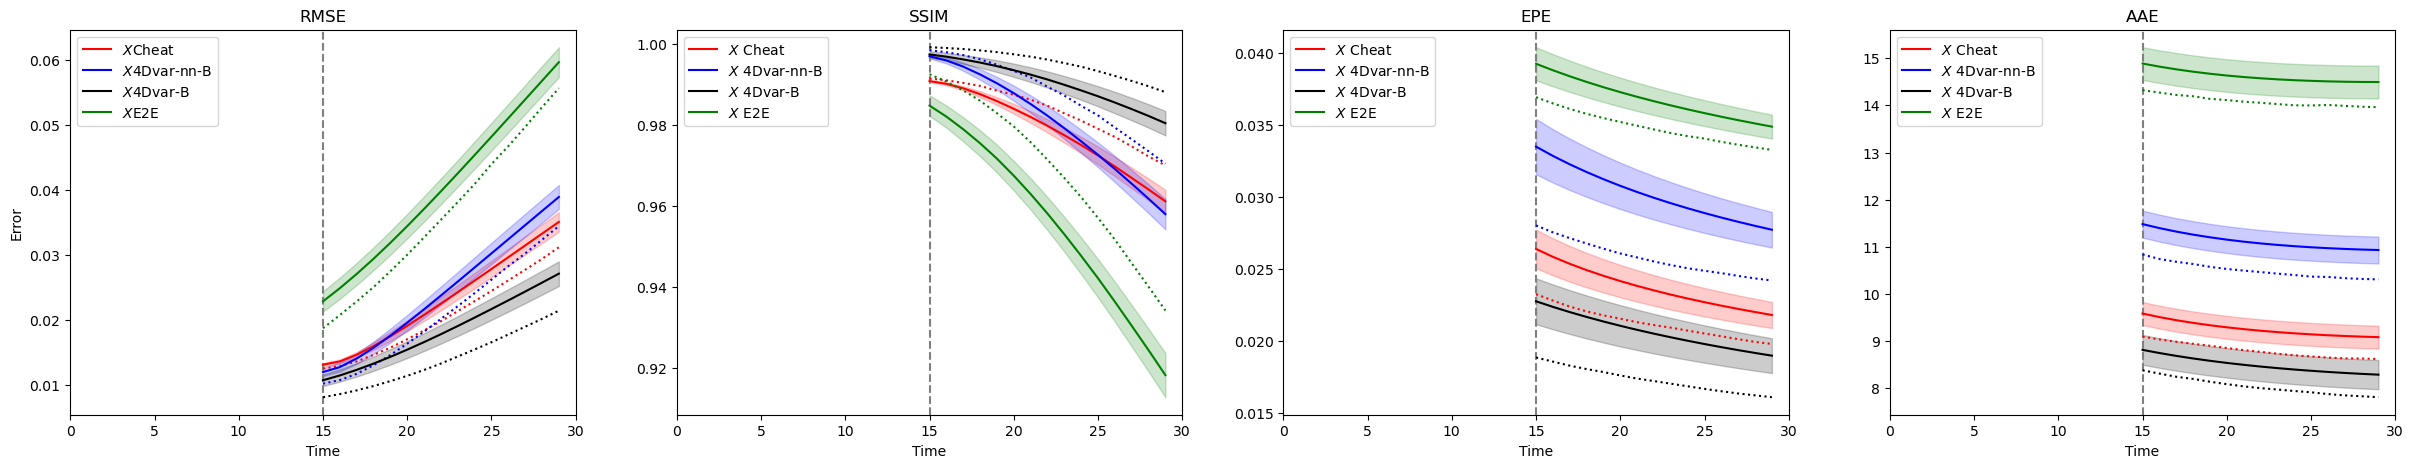 RMSE
XCheat
X4Dvar-nn-B
X4Dvar-B
XE2E
0.06
0.05
0.04
0.03
0.02
0.01
Error
0 5 10 15 20 25 30
Time
SSIM
X Cheat
X 4Dvar-nn-B
X 4Dvar-B
X E2E
1.00
0.98
0.96
0.94
0.92
0 5 10 15 20 25 30
Time
EPE
X Cheat
X 4Dvar-nn-B
X 4Dvar-B
X E2E
0.040
0.035
0.030
0.025
0.020
0.015
0 5 10 15 20 25 30
Time
AAE
X Cheat
X 4Dvar-nn-B
X 4Dvar-B
X E2E
15
14
13
12
11
10
9
8
0 5 10 15 20 25 30
Time